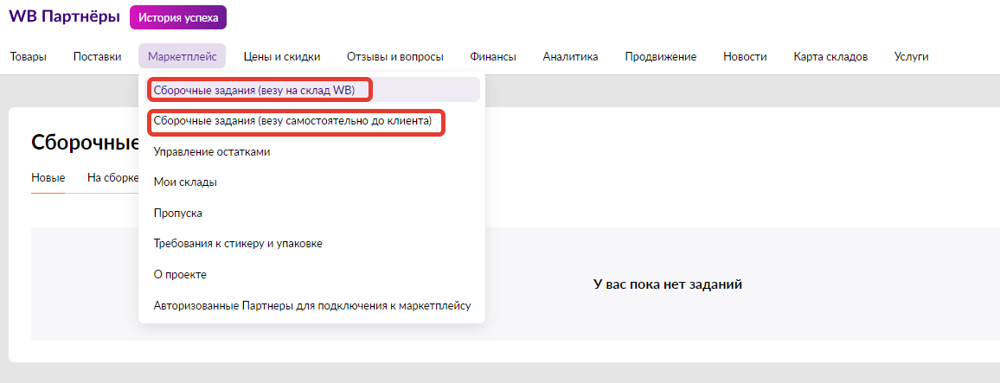 WB Партнёры
История успеха
Товары Поставки Маркетплейс Цены и скидки Отзывы и вопросы Финансы Аналитика Продвижение Новости Карта складов Услуги
Сборочные задания (везу на склад WB)
Сборочные задания (везу самостоятельно до клиента)
Управление остатками
Мои склады
Пропуска
Требования к стикеру и упаковке
О проекте
Авторизованные Партнеры для подключения к маркетплейсу
Сборочные
Новые На сборке
У вас пока нет заданий